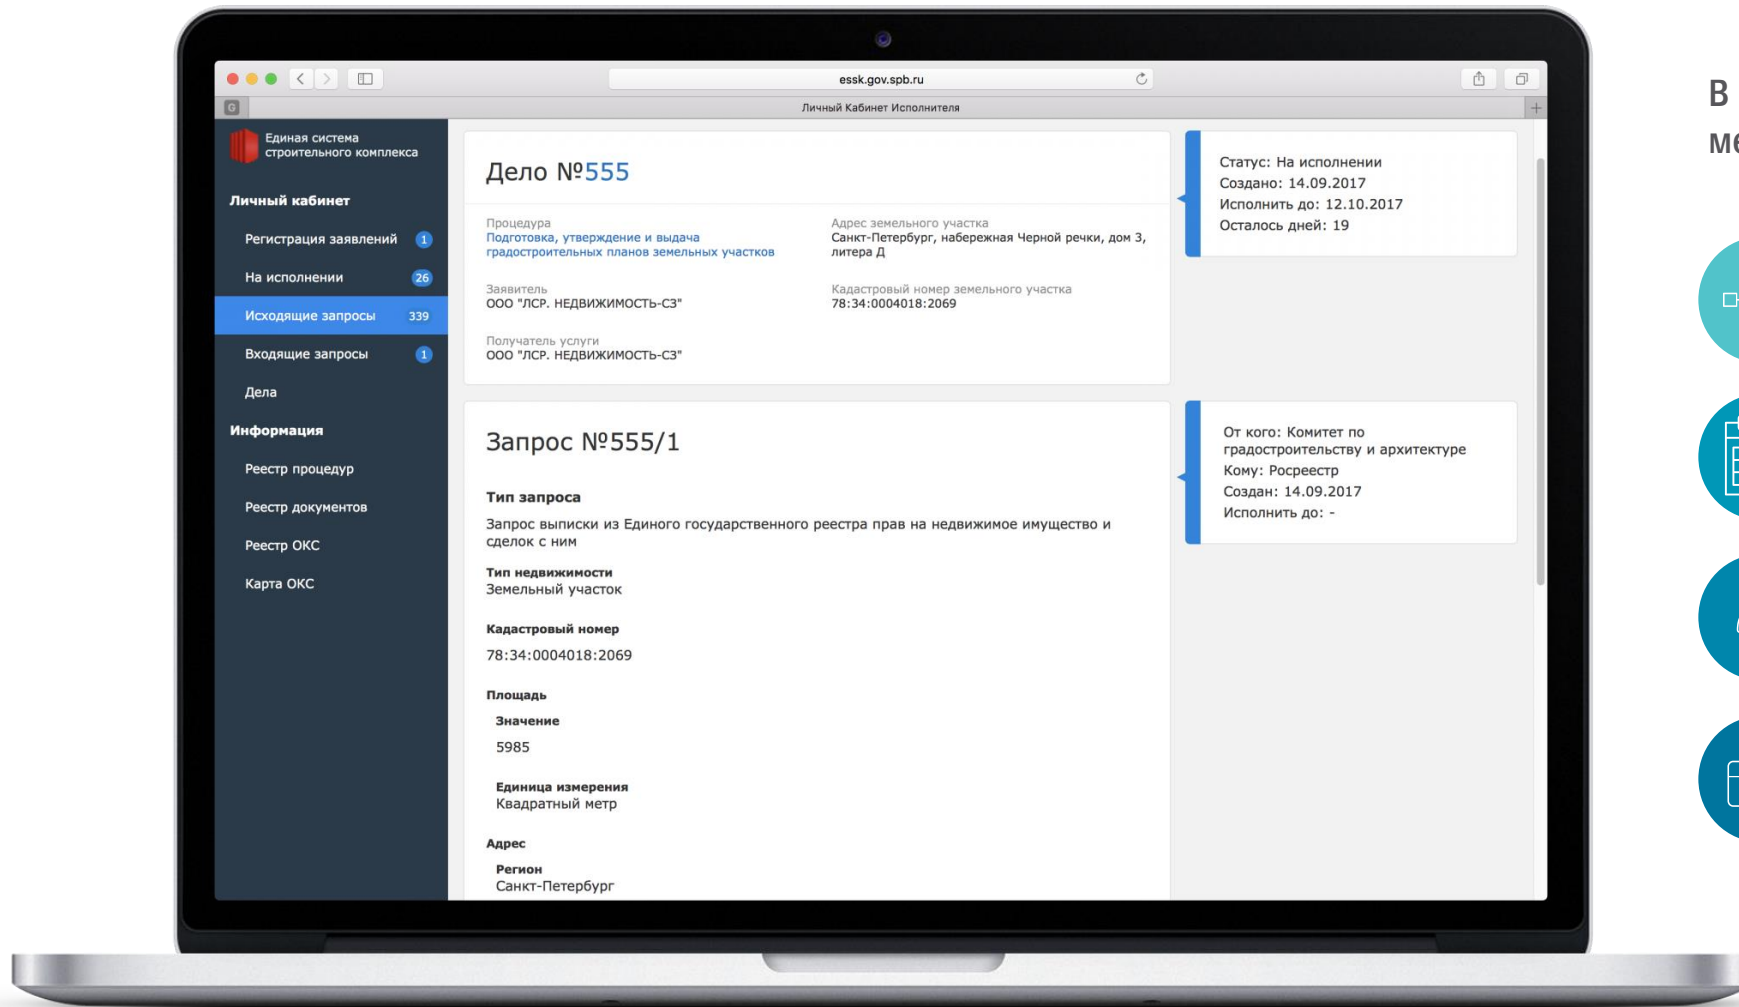 essk.gov.spb.ru
G
Личный Кабинет Исполнителя
Единая система
строительного комплекса
Личный кабинет
Регистрация заявлений 1
На исполнении 26
Исходящие запросы 339
Входящие запросы 1
Дела
Информация
Реестр процедур
Реестр документов
Реестр ОКС
Карта ОКС
Дело №555
Процедура
Подготовка, утверждение и выдача
градостроительных планов земельных участков
Адрес земельного участка
Санкт-Петербург, набережная Черной речки, дом 3,
литера Д
Заявитель
ООО "ЛСР. НЕДВИЖИМОСТЬ-СЗ"
Кадастровый номер земельного участка
78:34:0004018:2069
Получатель услуги
ООО "ЛСР. НЕДВИЖИМОСТЬ-СЗ"
Статус: На исполнении
Создано: 14.09.2017
Исполнить до: 12.10.2017
Осталось дней: 19
Запрос №555/1
Тип запроса
Запрос выписки из Единого государственного реестра прав на недвижимое имущество и
сделок с ним
Тип недвижимости
Земельный участок
Кадастровый номер
78:34:0004018:2069
Площадь
Значение
5985
Единица измерения
Квадратный метр
Адрес
Регион
Санкт-Петербург
От кого: Комитет по
градостроительству и архитектуре
Кому: Росреестр
Создан: 14.09.2017
Исполнить до: -
В